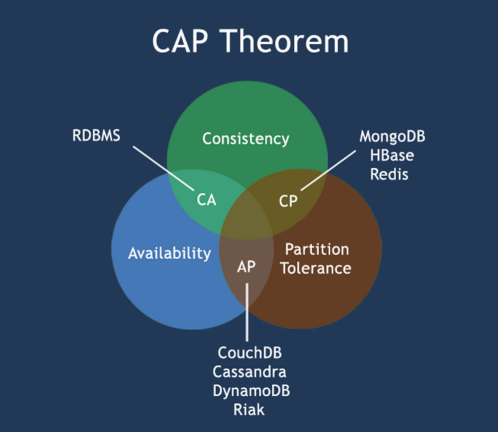 CAP Theorem
RDBMS
Consistency
MongoDB
HBase
Redis
CA
CP
Availability
Partition
Tolerance
AP
CouchDB
Cassandra
DynamoDB
Riak